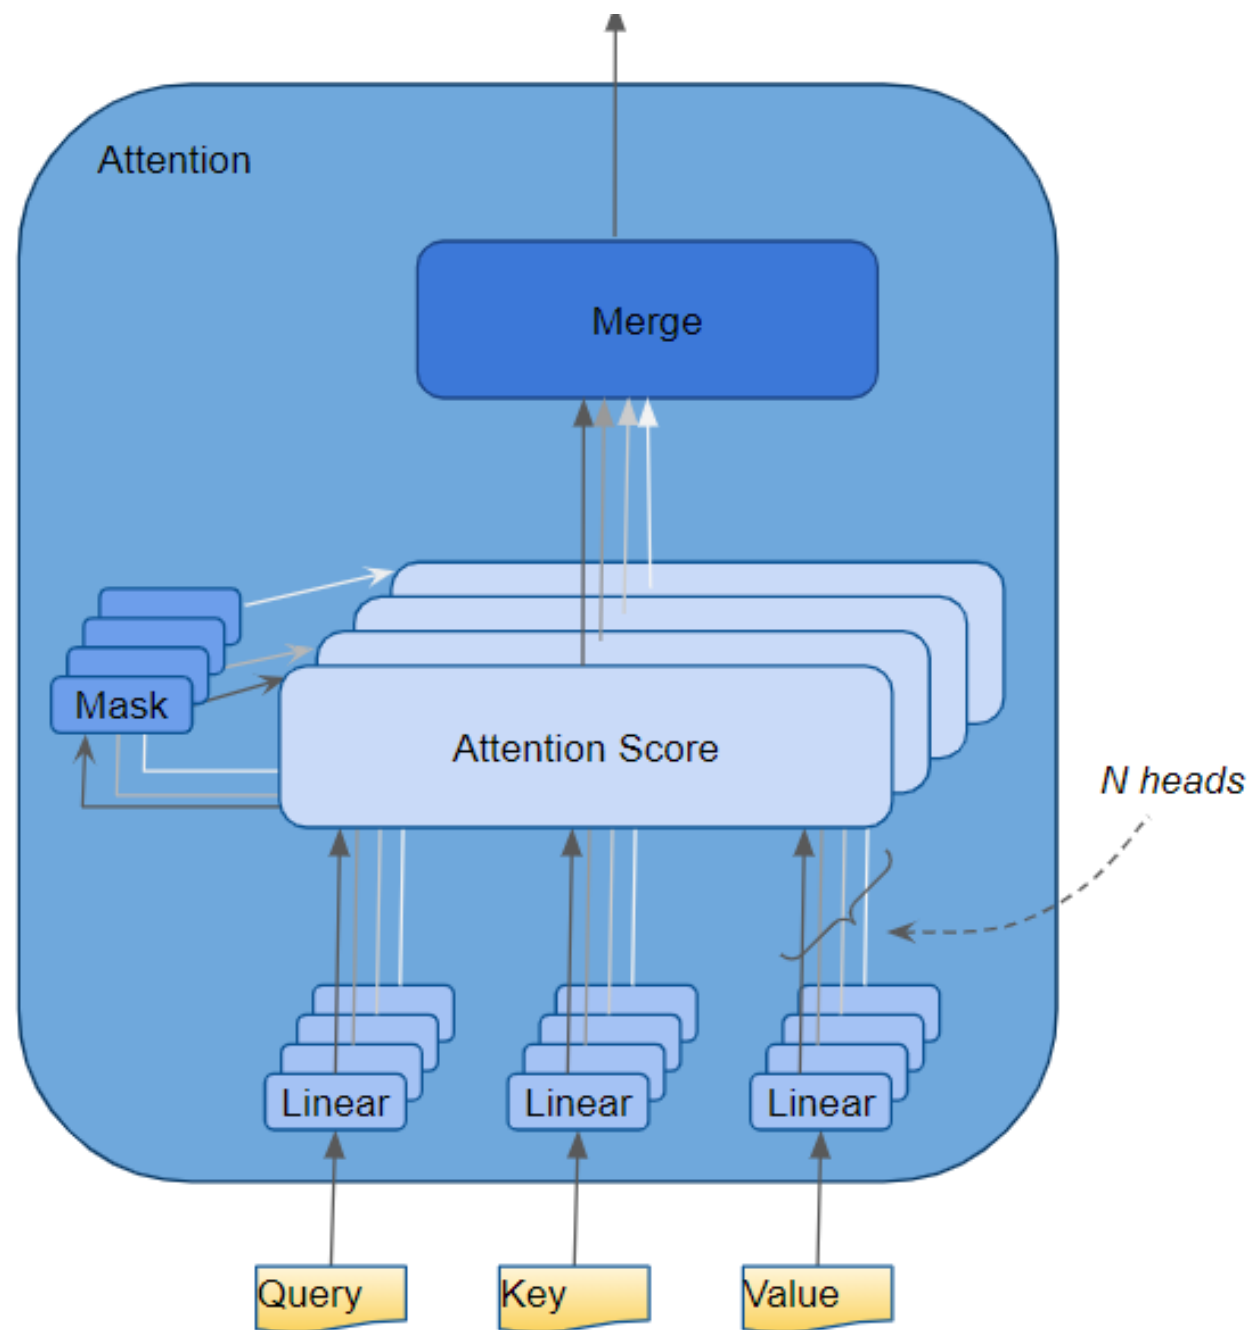 Attention
Merge
Mask
Attention Score
N heads
Linear
Linear
Linear
Query
Key
Value